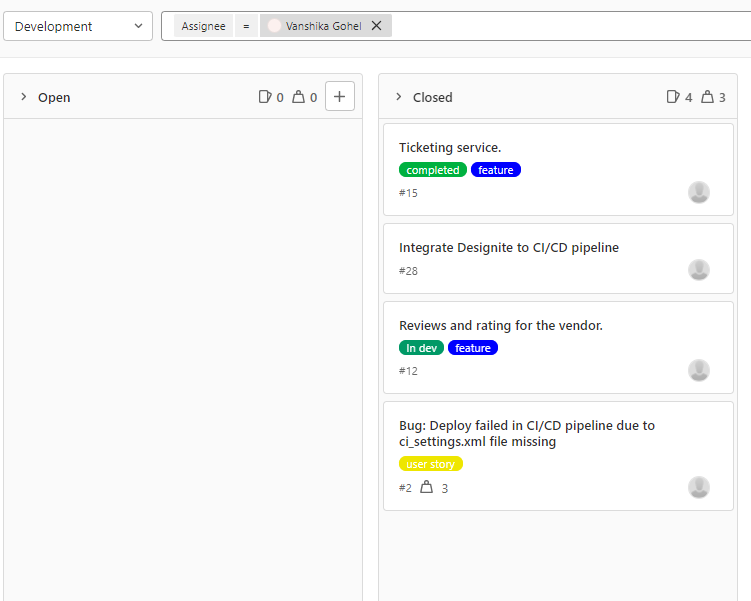 Development
Assignee = Vanshika Gohel
Open 0 0
Closed 4 3
Ticketing service.
completed feature
#15
Integrate Designite to CI/CD pipeline
#28
Reviews and rating for the vendor.
In dev feature
#12
Bug: Deploy failed in CI/CD pipeline due to
ci_settings.xml file missing
user story
#2 3